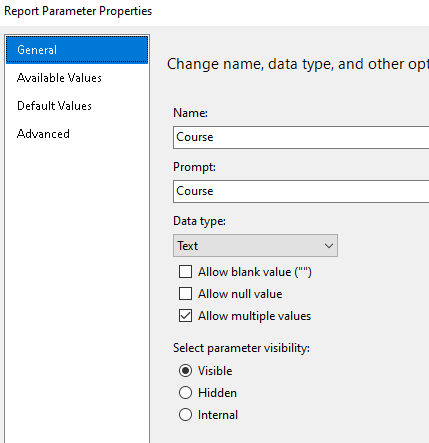 Report Parameter Properties
General
Available Values
Default Values
Advanced
Change name, data type, and other opt
Name:
Course
Prompt:
Course
Data type:
Text
Allow blank value ("")
Allow null value
Allow multiple values
Select parameter visibility:
Visible
Hidden
Internal